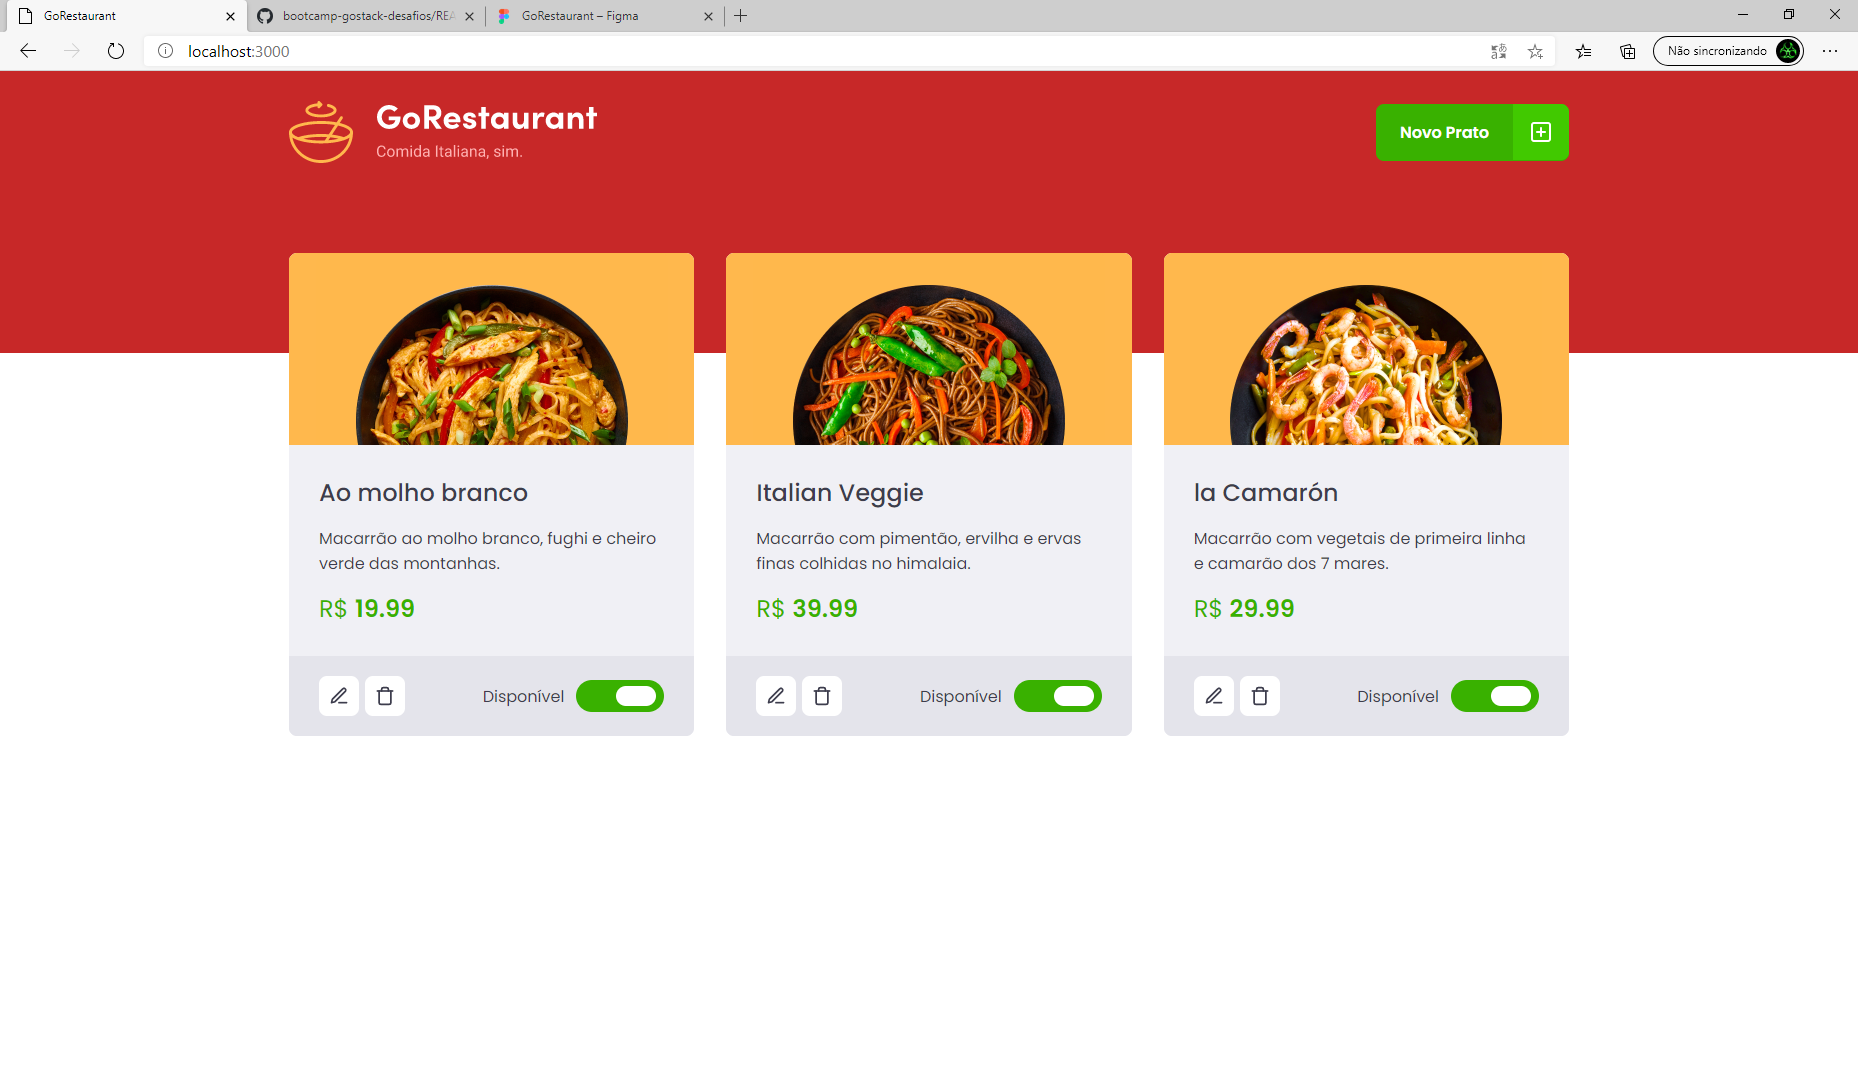 GoRestaurant
bootcamp-gostack-desafios/REA
GoRestaurant – Figma
localhost:3000
Não sincronizando
GoRestaurant
Comida Italiana, sim.
Novo Prato
Ao molho branco
Macarrão ao molho branco, fughi e cheiro
verde das montanhas.
R$ 19.99
Disponível
Italian Veggie
Macarrão com pimentão, ervilha e ervas
finas colhidas no himalaia.
R$ 39.99
Disponível
la Camarón
Macarrão com vegetais de primeira linha
e camarão dos 7 mares.
R$ 29.99
Disponível